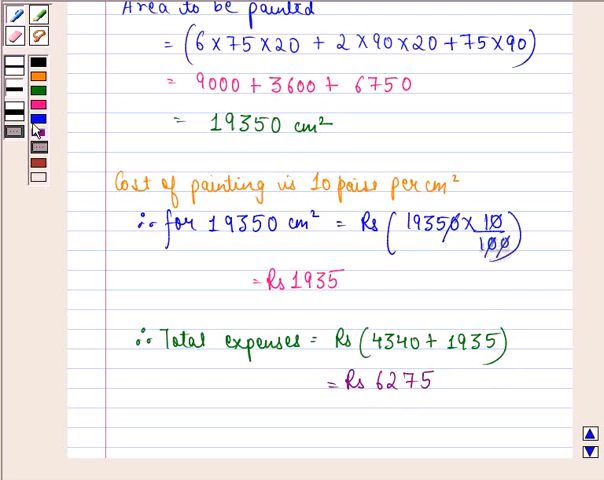 Area to be painted
= (6 × 75 × 20 + 2 × 90 × 20 + 75 × 90)
= 9000 + 3600 + 6750
= 19350 cm²
Cost of painting is 10 paise per cm²
∴ for 19350 cm² = Rs (19350 × 10/100)
= Rs 1935
∴ Total expenses = Rs (4340 + 1935)
= Rs 6275